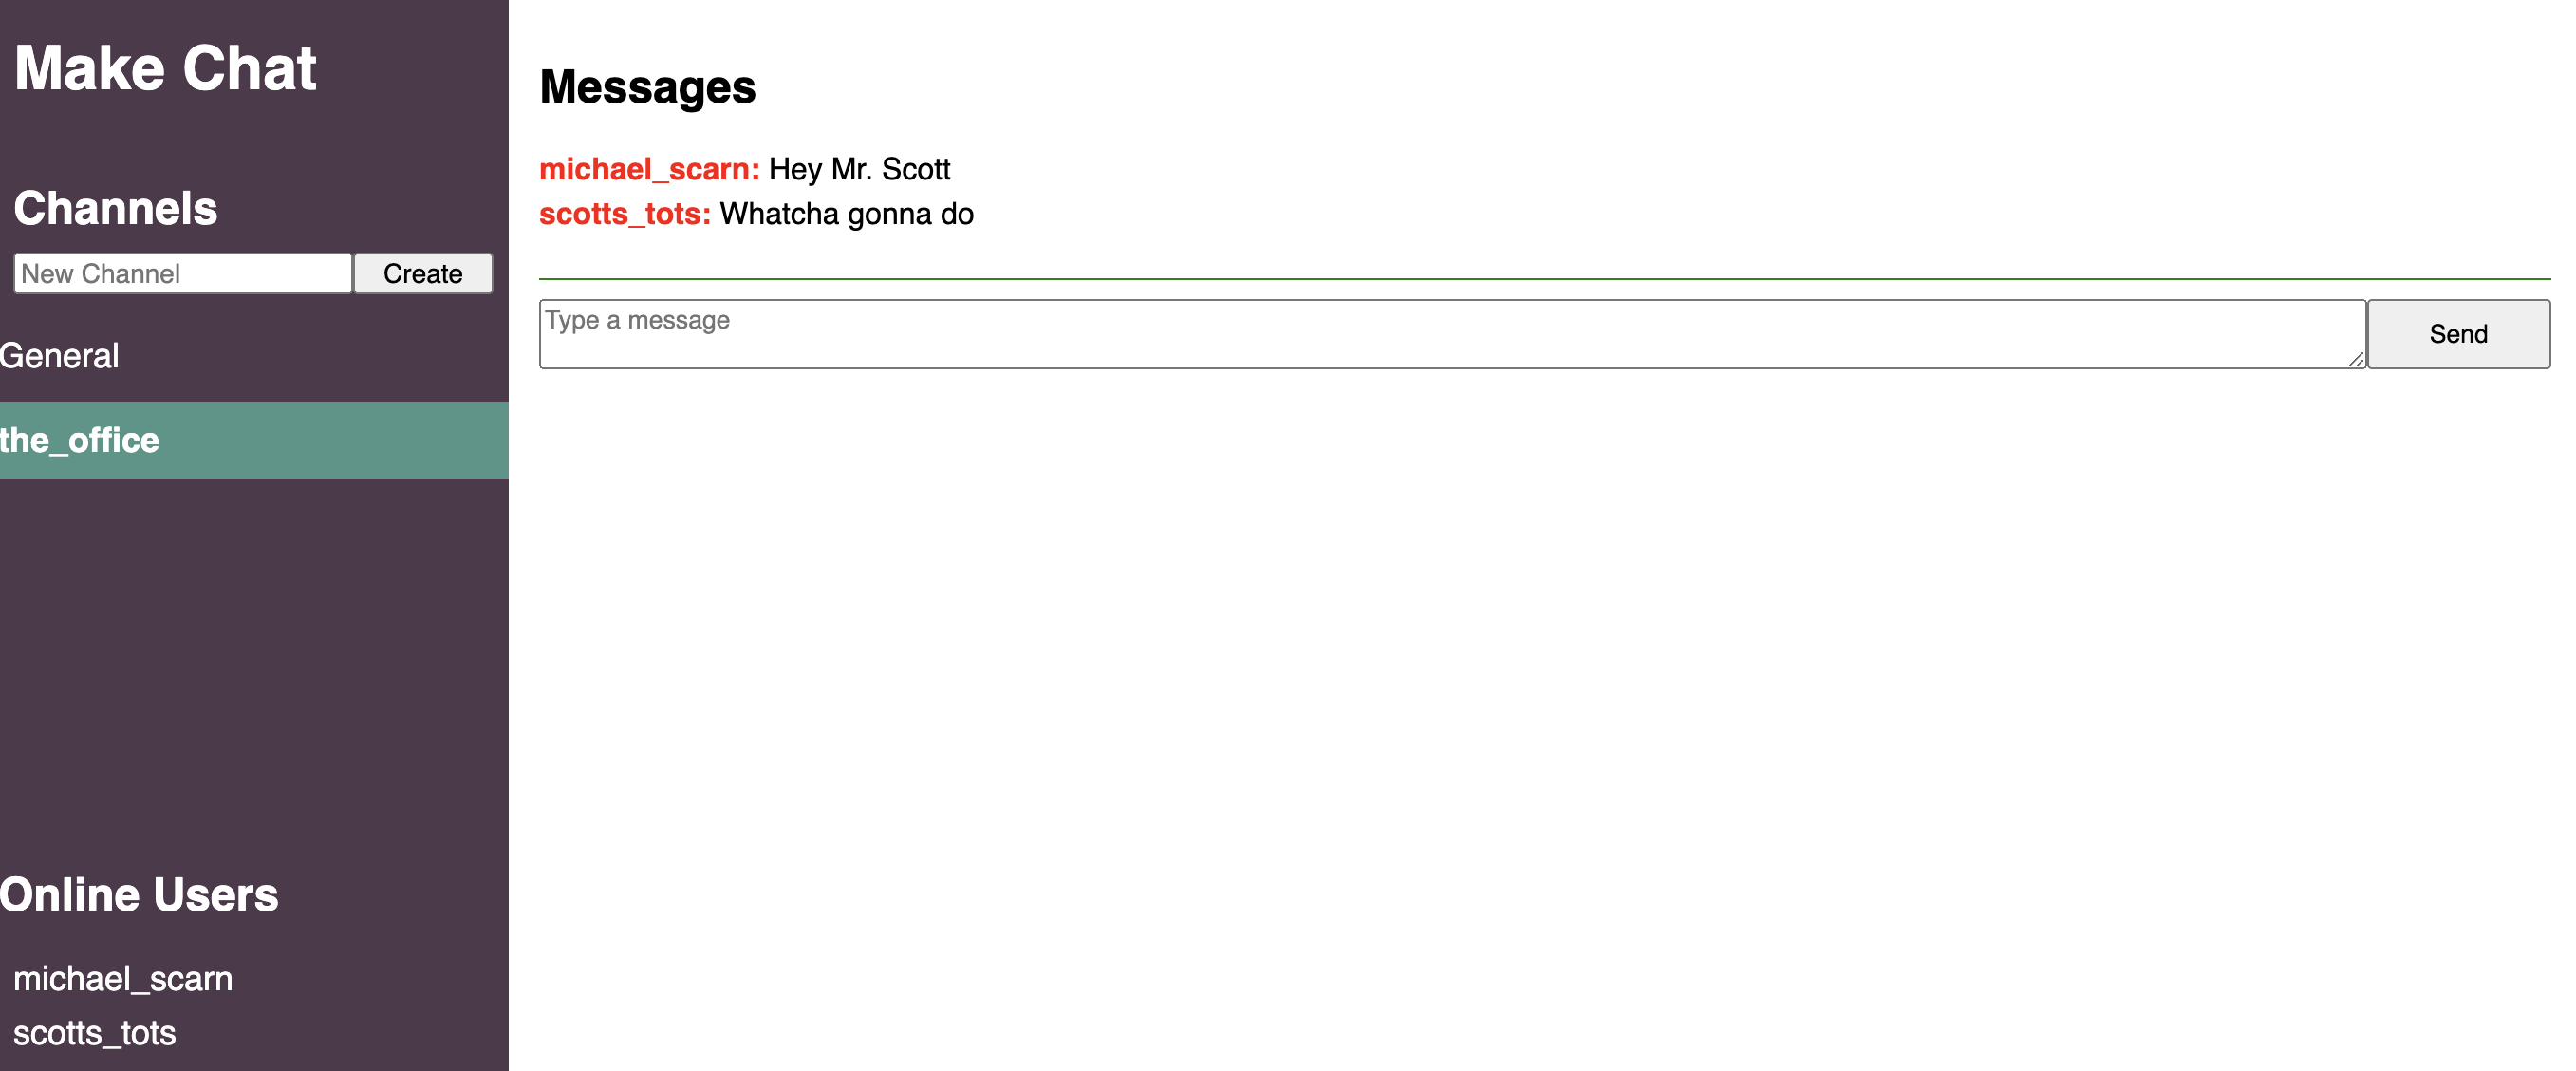 Make Chat
Channels
New Channel
Create
General
the_office
Online Users
michael_scarn
scotts_tots
Messages
michael_scarn: Hey Mr. Scott
scotts_tots: Whatcha gonna do
Type a message
Send